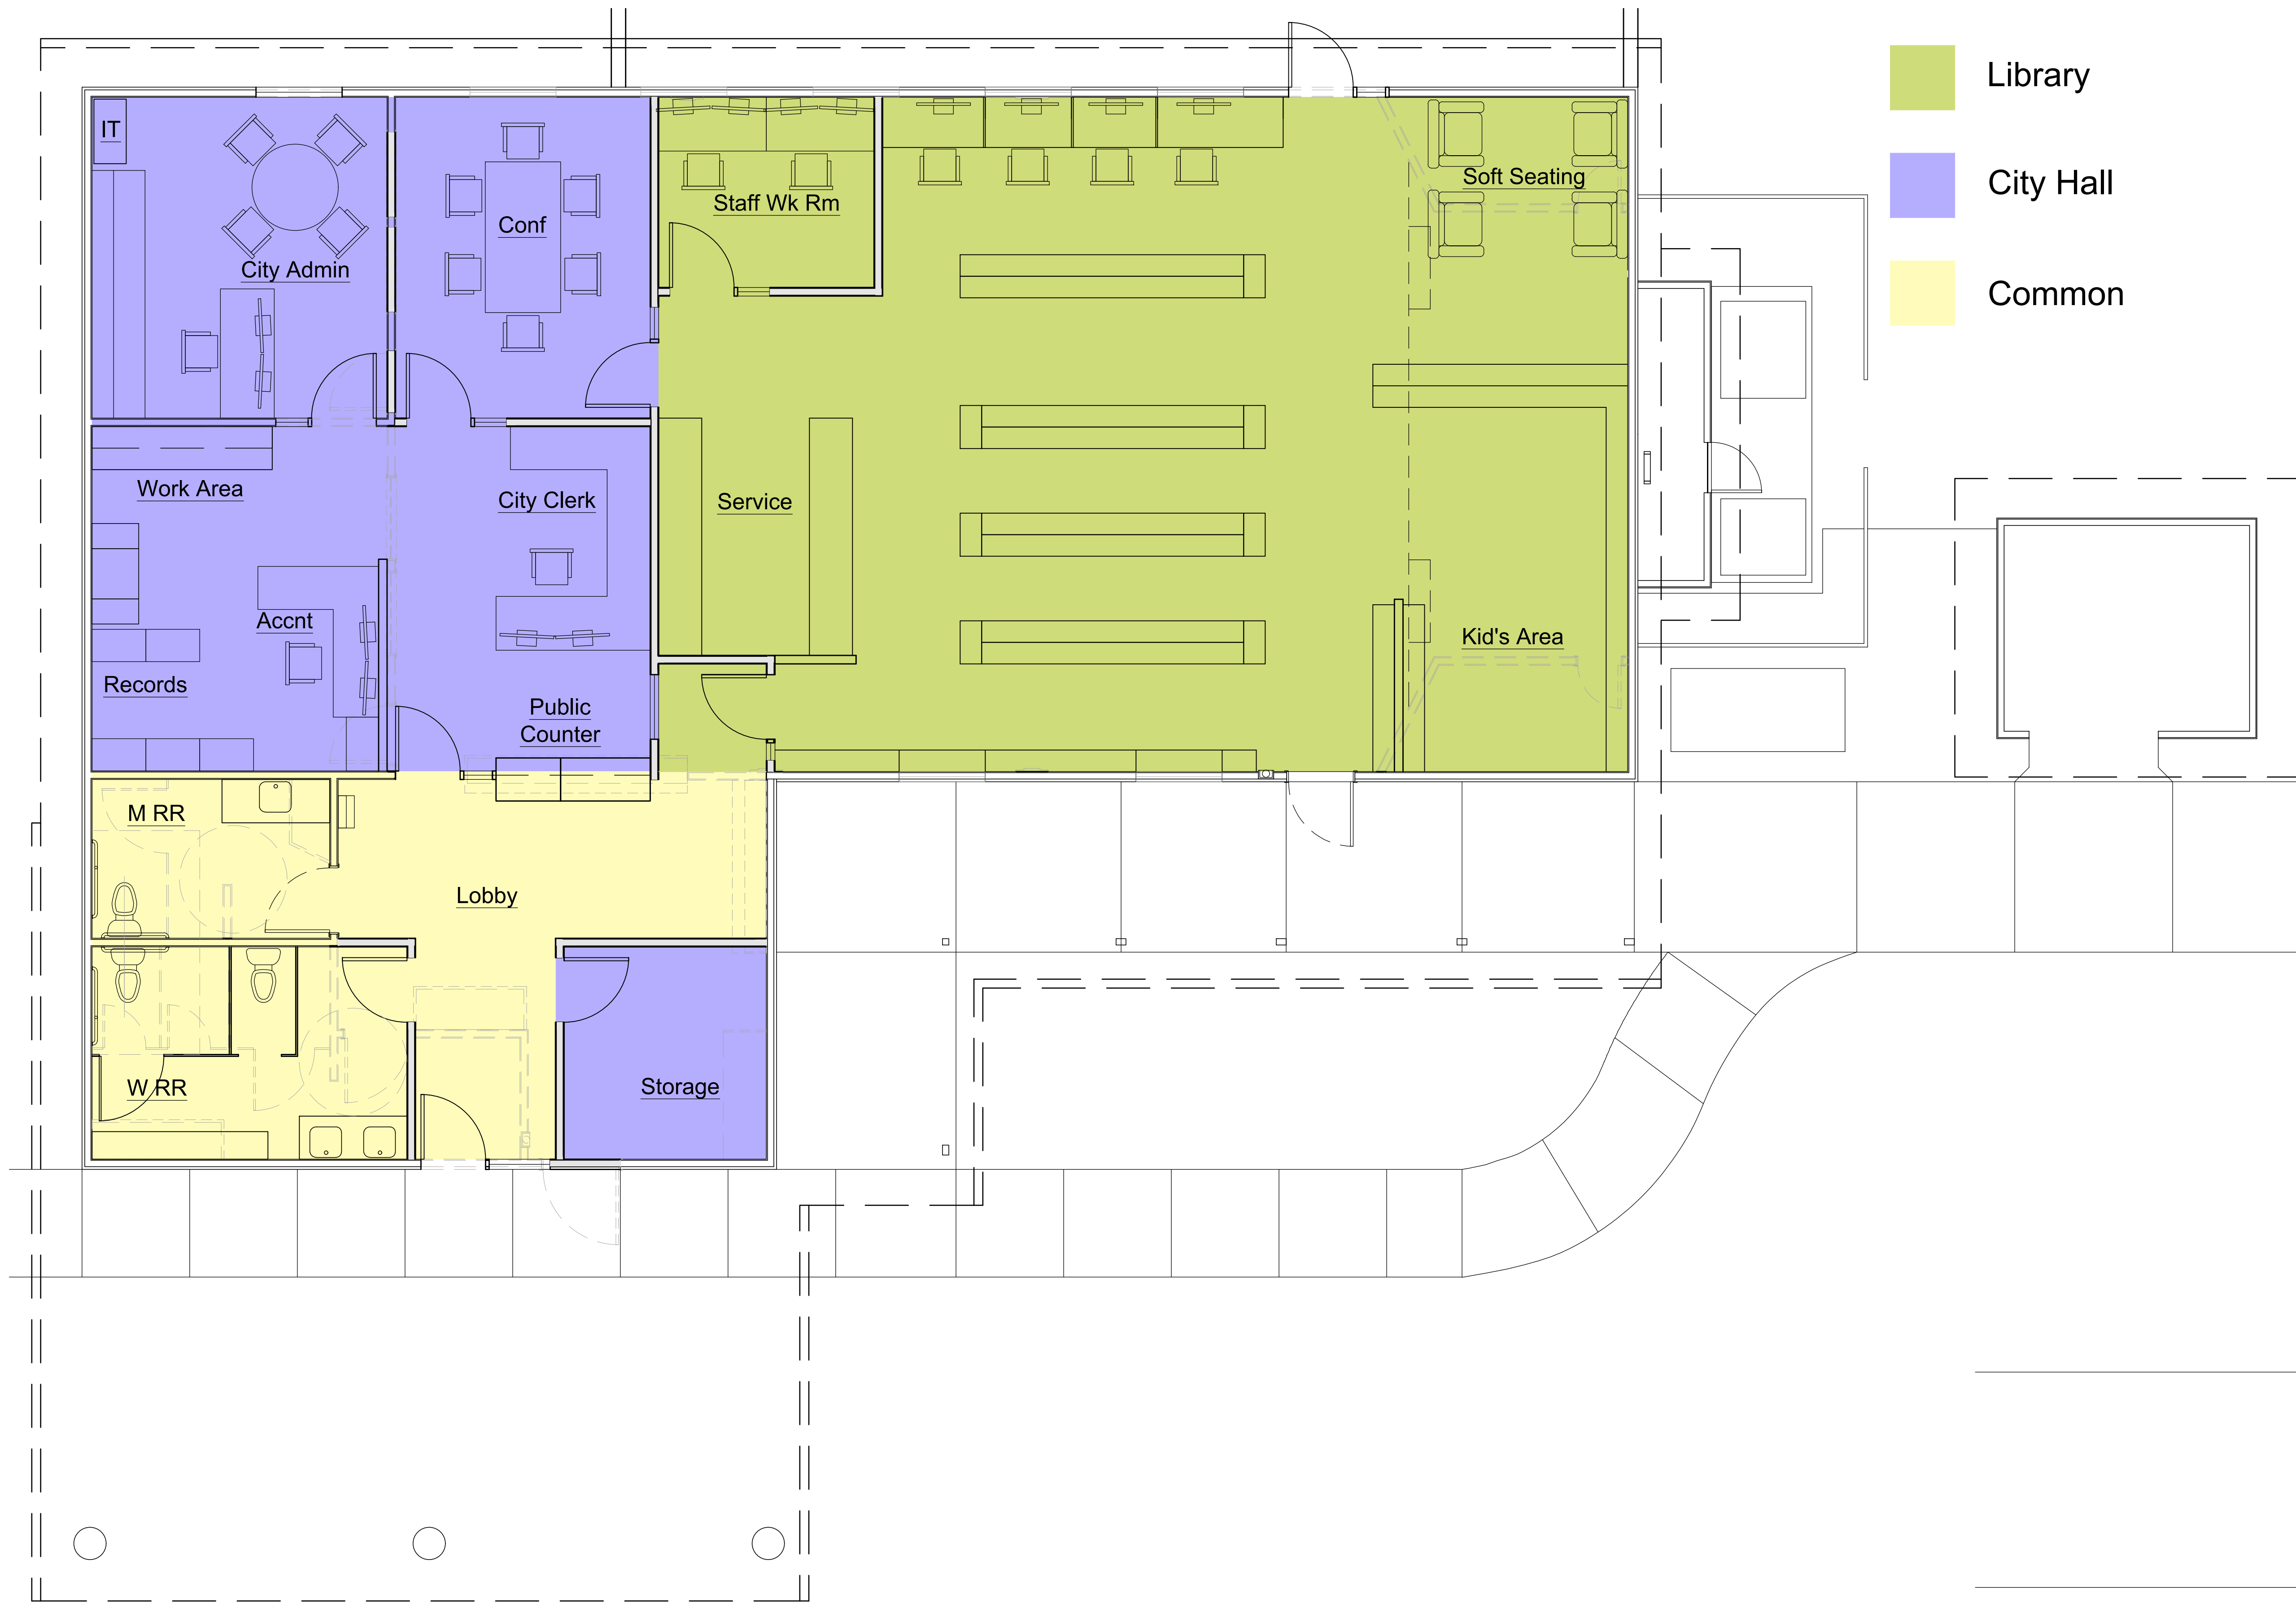 Library
City Hall
Common
IT
City Admin
Conf
Staff Wk Rm
Soft Seating
Work Area
City Clerk
Service
Accnt
Records
Public
Counter
Kid's Area
M RR
Lobby
W RR
Storage